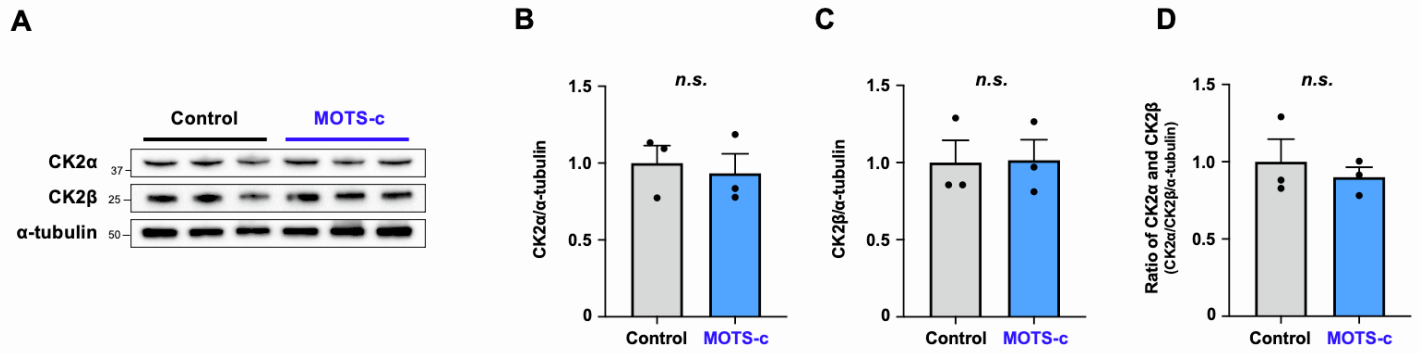 A
Control MOTS-c
CK2α
37
CK2β
25
α-tubulin
50
B
n.s.
CK2α/α-tubulin
1.5
1.0
0.5
0
Control MOTS-c
C
n.s.
CK2β/α-tubulin
1.5
1.0
0.5
0
Control MOTS-c
D
n.s.
Ratio of CK2α and CK2β
(CK2α/CK2β/α-tubulin)
1.5
1.0
0.5
0
Control MOTS-c